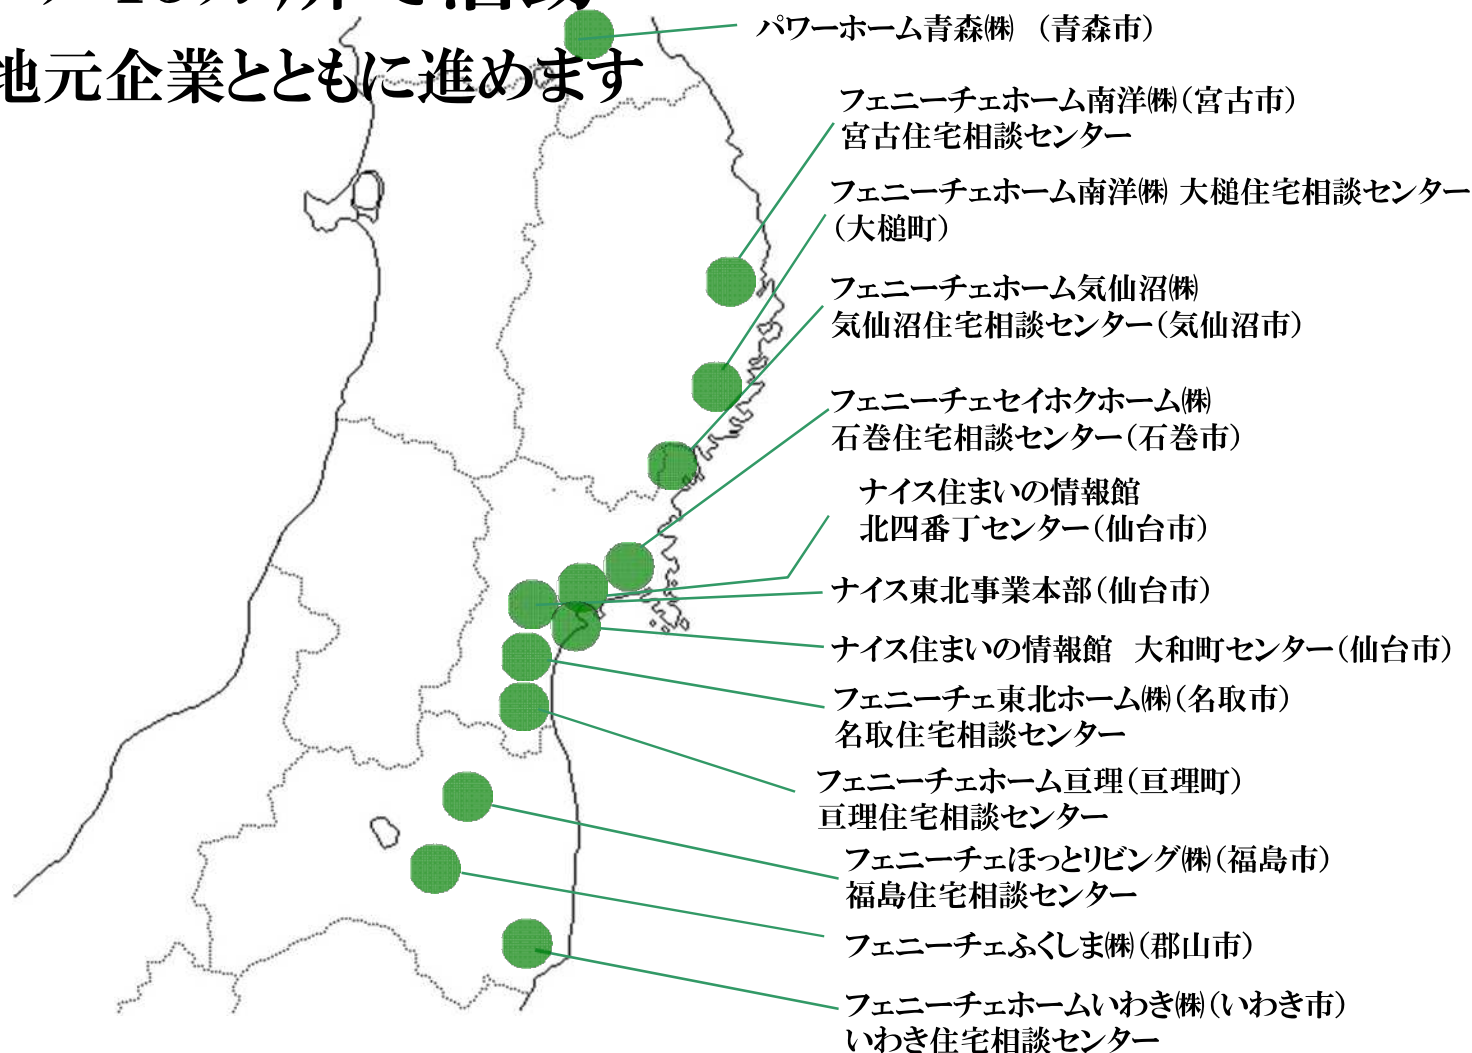 地元企業とともに進めます
パワーホーム青森㈱ (青森市)
フェニーチェホーム南洋㈱(宮古市)
宮古住宅相談センター
フェニーチェホーム南洋㈱ 大槌住宅相談センター
(大槌町)
フェニーチェホーム気仙沼㈱
気仙沼住宅相談センター(気仙沼市)
フェニーチェセイホクホーム㈱
石巻住宅相談センター(石巻市)
ナイス住まいの情報館
北四番丁センター(仙台市)
ナイス東北事業本部(仙台市)
ナイス住まいの情報館 大和町センター(仙台市)
フェニーチェ東北ホーム㈱(名取市)
名取住宅相談センター
フェニーチェホーム亘理(亘理町)
亘理住宅相談センター
フェニーチェほっとリビング㈱(福島市)
福島住宅相談センター
フェニーチェふくしま㈱(郡山市)
フェニーチェホームいわき㈱(いわき市)
いわき住宅相談センター